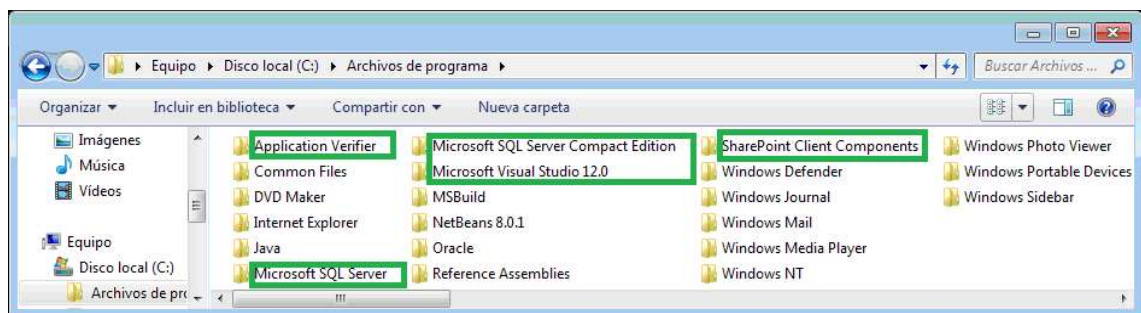 Equipo Disco local (C:) Archivos de programa
Buscar Archivos ...
Organizar Incluir en biblioteca Compartir con Nueva carpeta
Imágenes
Música
Vídeos
Equipo
Disco local (C:)
Archivos de pro
Application Verifier
Common Files
DVD Maker
Internet Explorer
Java
Microsoft SQL Server
Microsoft SQL Server Compact Edition
Microsoft Visual Studio 12.0
MSBuild
NetBeans 8.0.1
Oracle
Reference Assemblies
SharePoint Client Components
Windows Defender
Windows Journal
Windows Mail
Windows Media Player
Windows NT
Windows Photo Viewer
Windows Portable Devices
Windows Sidebar